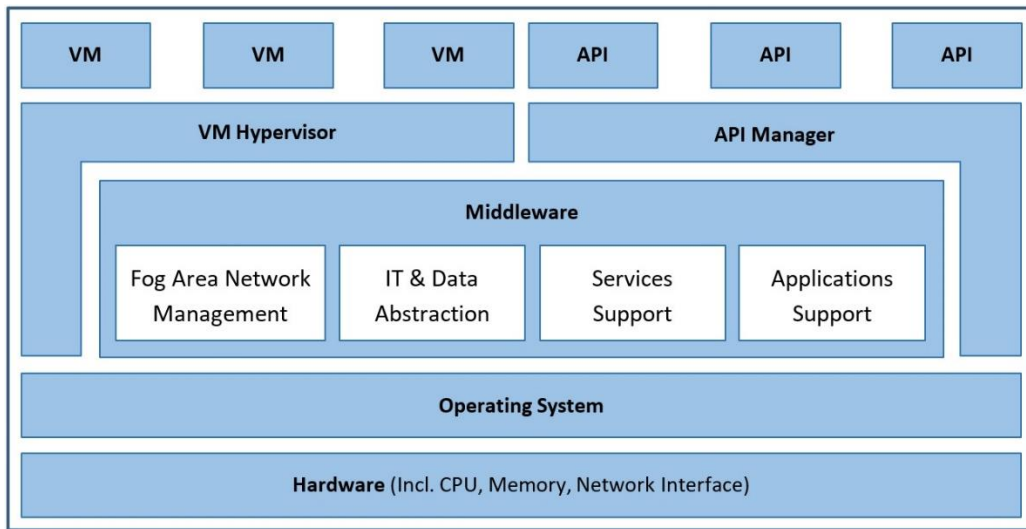 VM VM VM API API API
VM Hypervisor API Manager
Middleware
Fog Area Network Management
IT & Data Abstraction
Services Support
Applications Support
Operating System
Hardware (Incl. CPU, Memory, Network Interface)